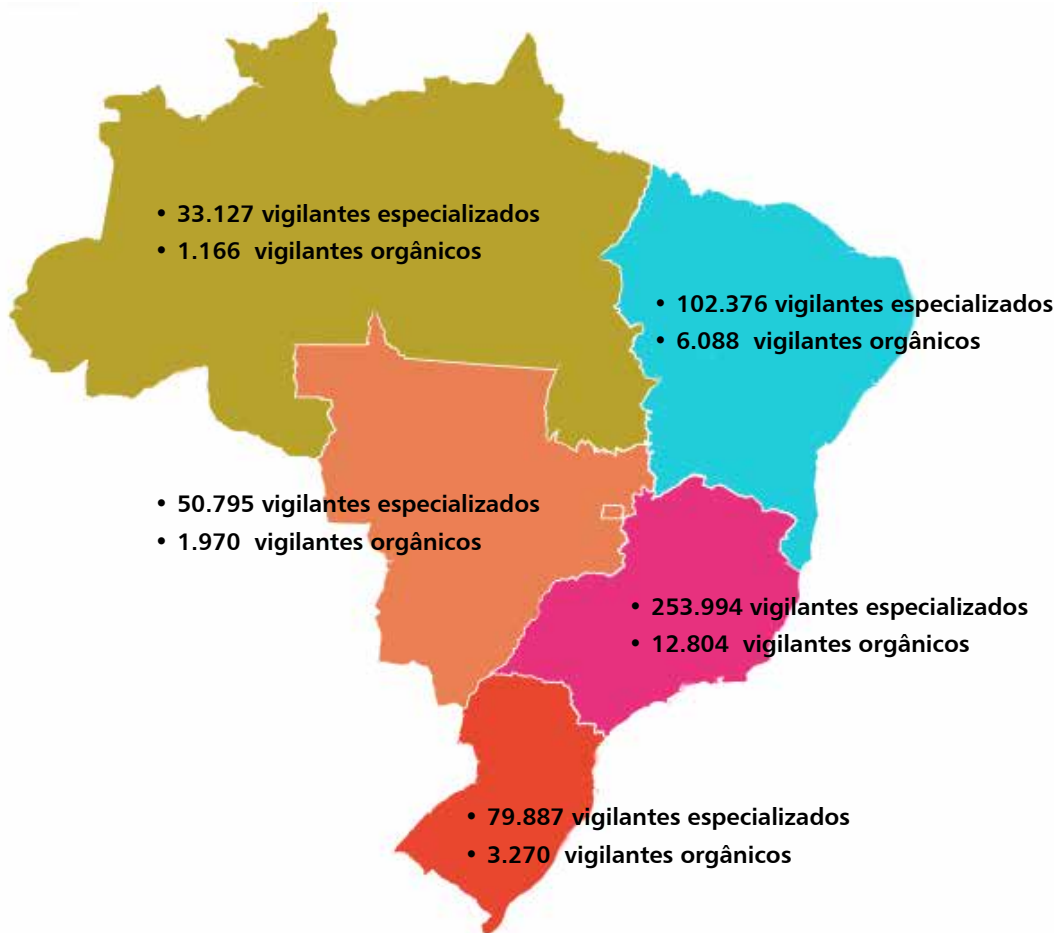 • 33.127 vigilantes especializados
• 1.166 vigilantes orgânicos
• 102.376 vigilantes especializados
• 6.088 vigilantes orgânicos
• 50.795 vigilantes especializados
• 1.970 vigilantes orgânicos
• 253.994 vigilantes especializados
• 12.804 vigilantes orgânicos
• 79.887 vigilantes especializados
• 3.270 vigilantes orgânicos